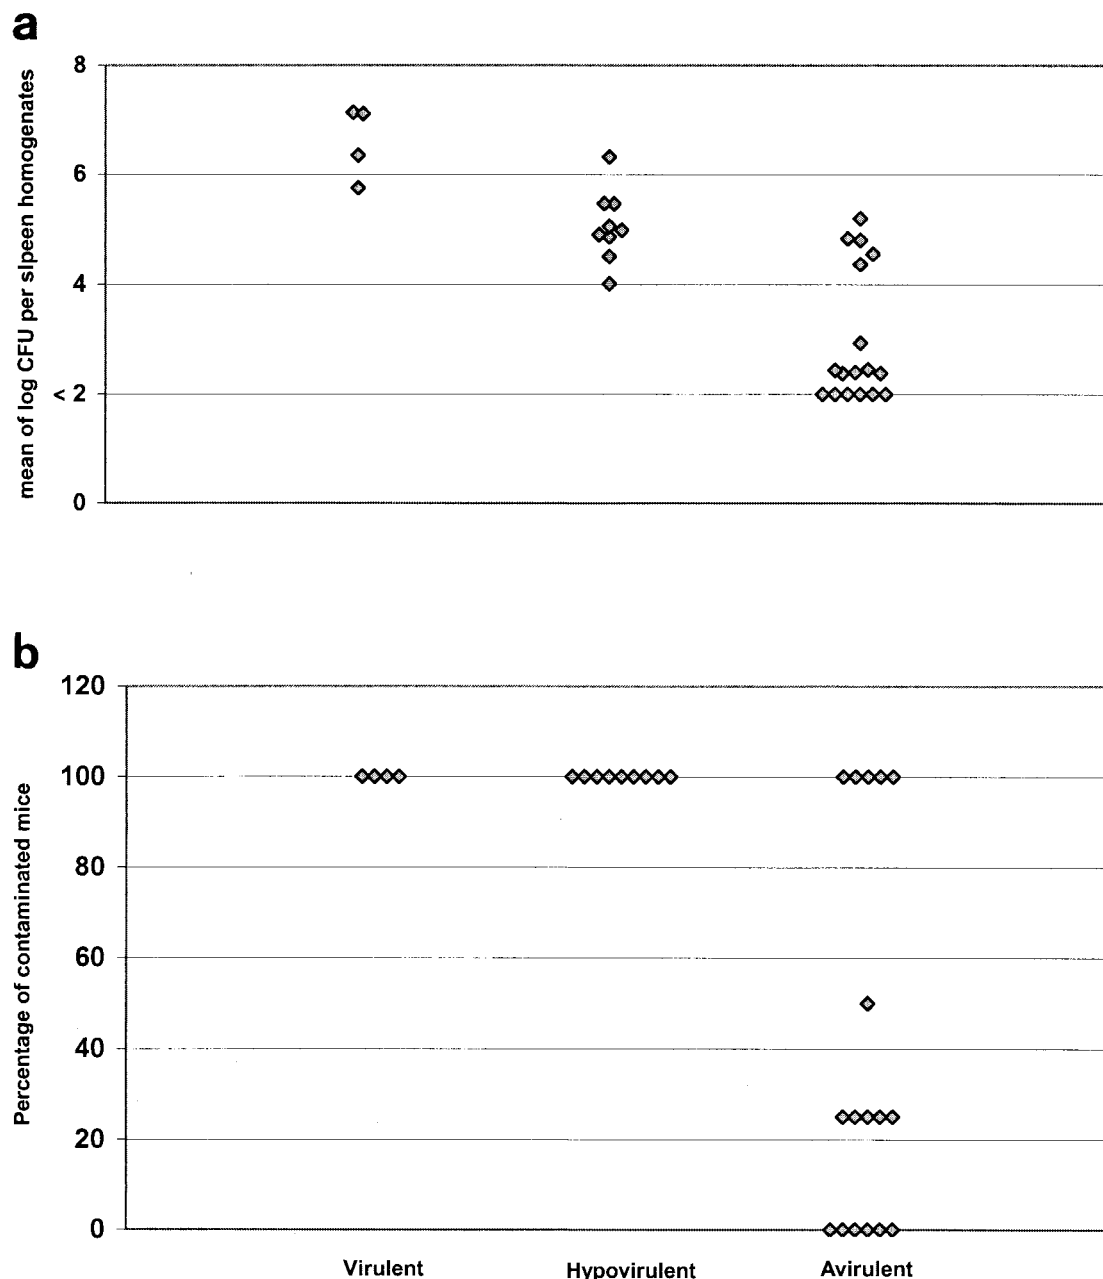 a
mean of log CFU per slpeen homogenates
8
6
4
< 2
0
b
Percentage of contaminated mice
120
100
80
60
40
20
0
Virulent
Hypovirulent
Avirulent